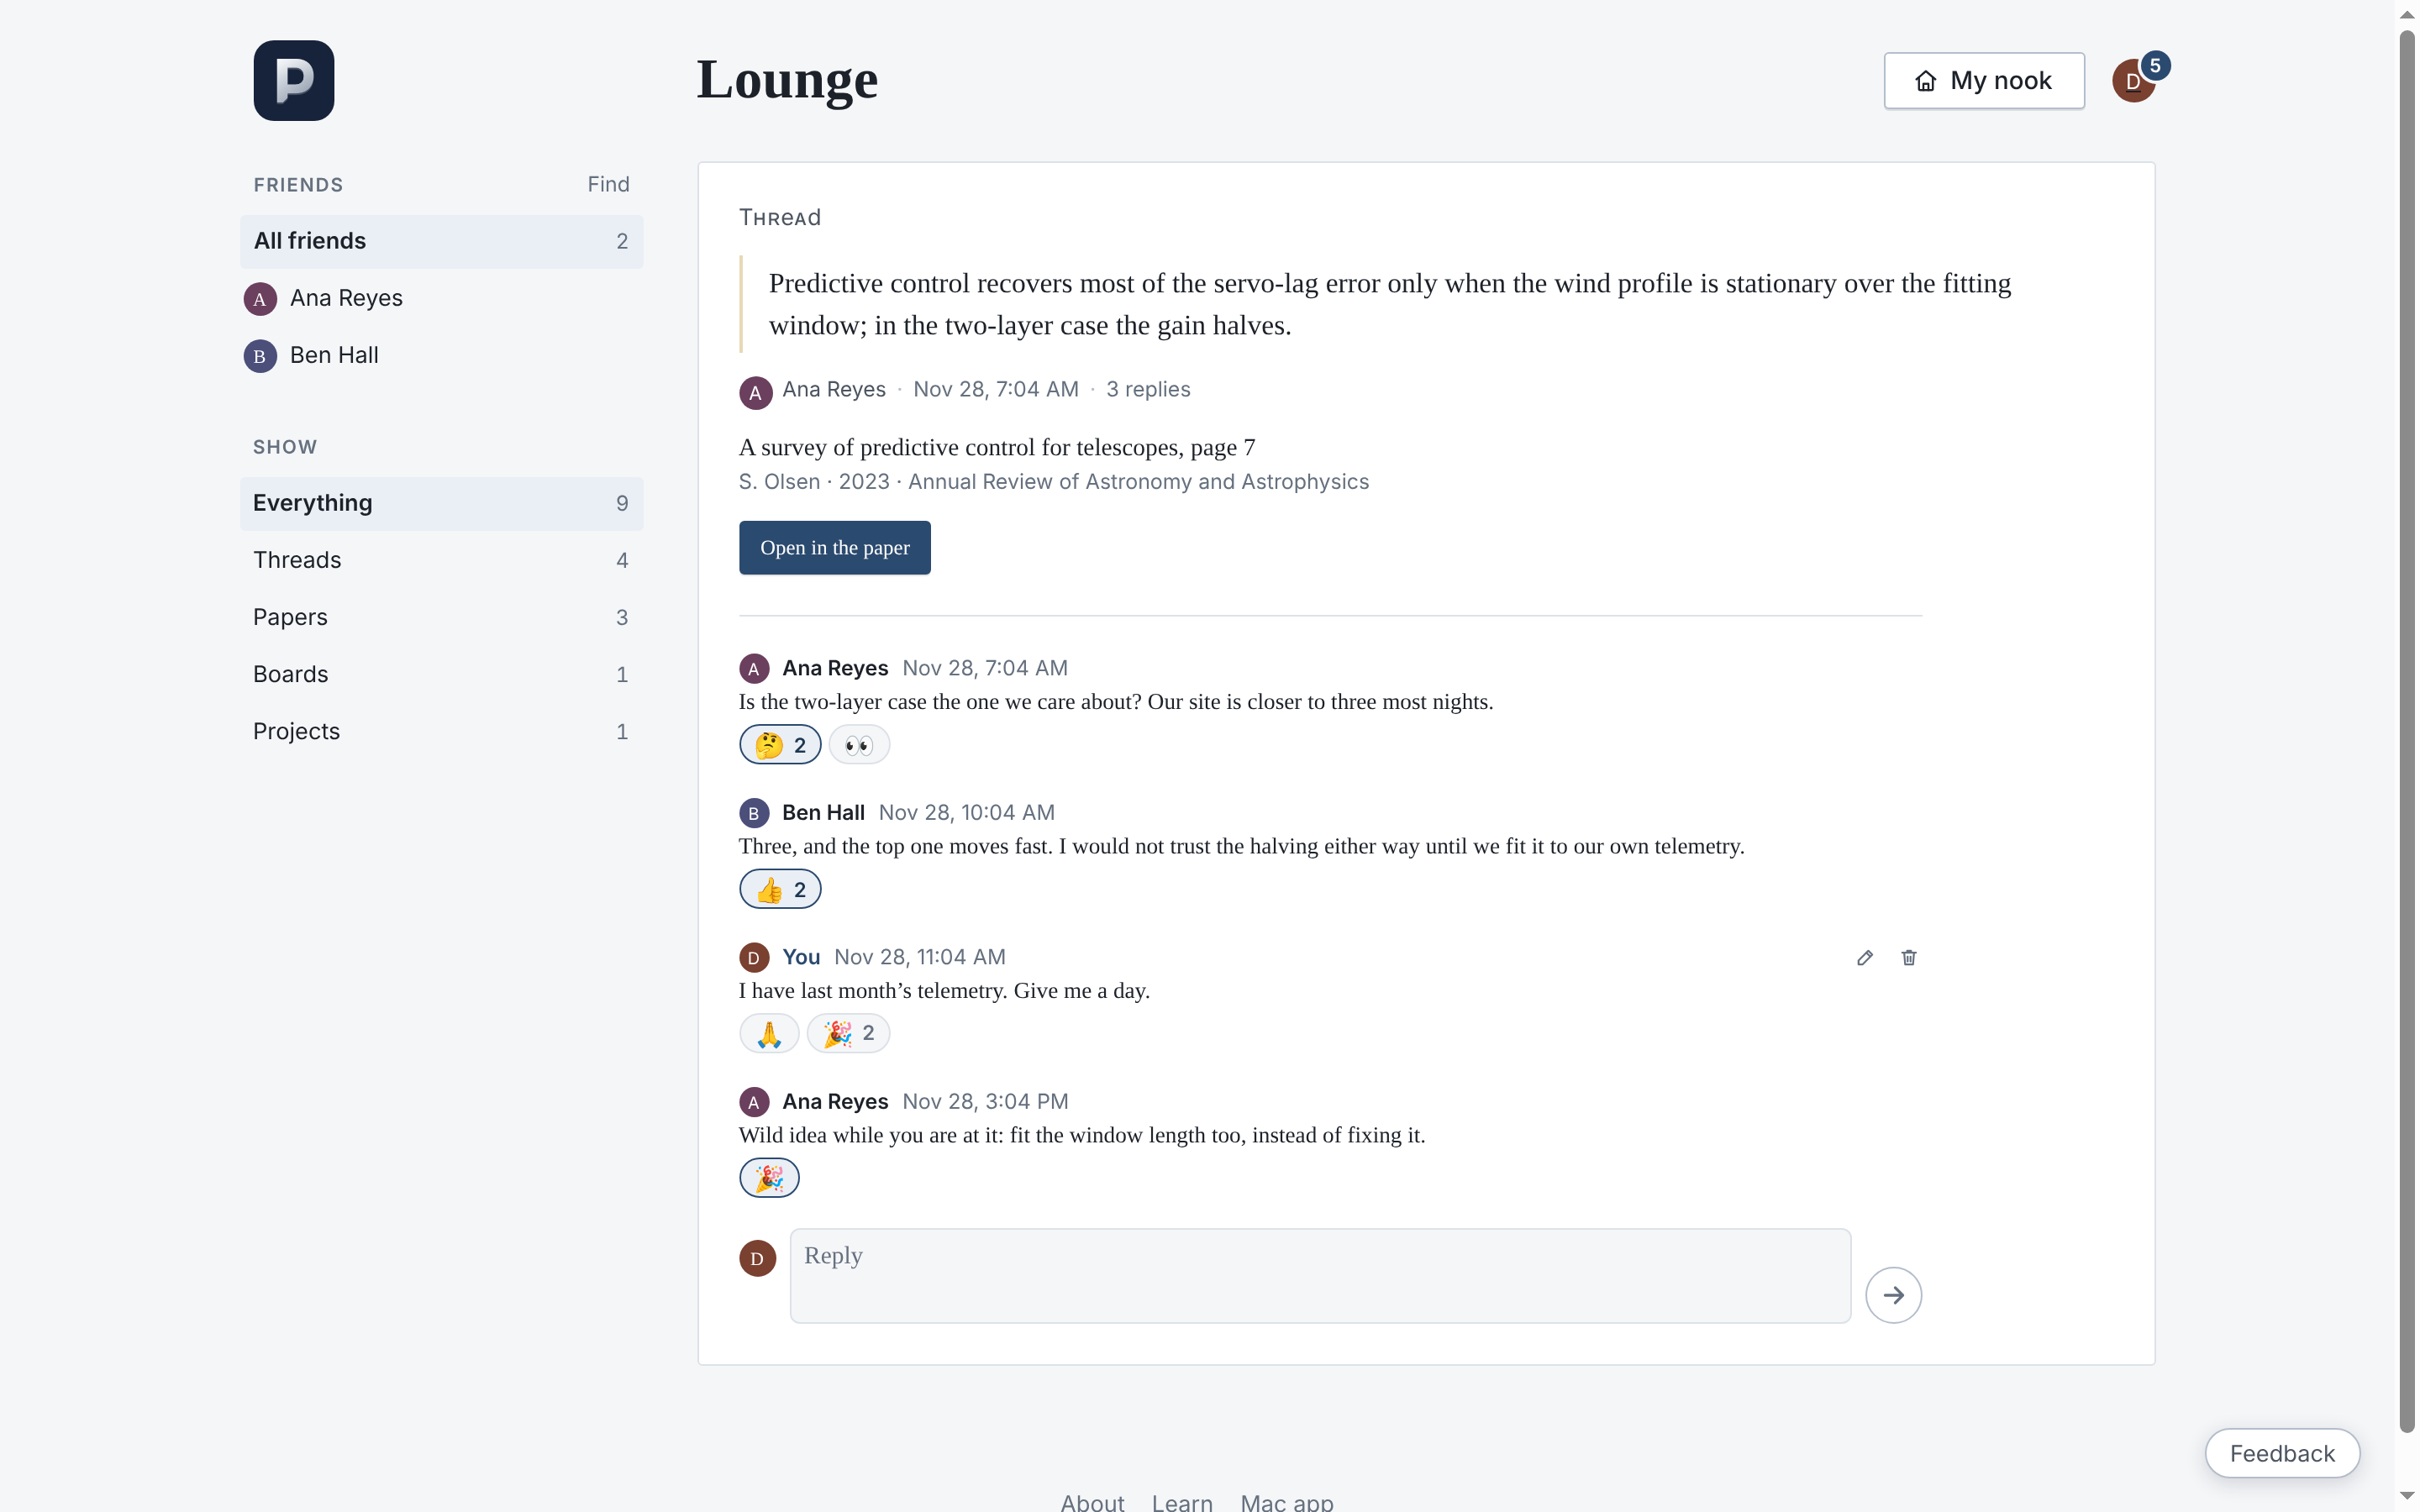 P
Lounge
My nook
D
5
FRIENDS
Find
All friends
2
A
Ana Reyes
B
Ben Hall
SHOW
Everything
9
Threads
4
Papers
3
Boards
1
Projects
1
THReAd
Predictive control recovers most of the servo-lag error only when the wind profile is stationary over the fitting
window; in the two-layer case the gain halves.
A
Ana Reyes · Nov 28, 7:04 AM · 3 replies
A survey of predictive control for telescopes, page 7
S. Olsen · 2023 · Annual Review of Astronomy and Astrophysics
Open in the paper
A
Ana Reyes Nov 28, 7:04 AM
Is the two-layer case the one we care about? Our site is closer to three most nights.
🤔 2 👀
B
Ben Hall Nov 28, 10:04 AM
Three, and the top one moves fast. I would not trust the halving either way until we fit it to our own telemetry.
👍 2
D
You Nov 28, 11:04 AM
I have last month’s telemetry. Give me a day.
🙏 🎉 2
A
Ana Reyes Nov 28, 3:04 PM
Wild idea while you are at it: fit the window length too, instead of fixing it.
🎉
D
Reply
Feedback
About Learn Mac app